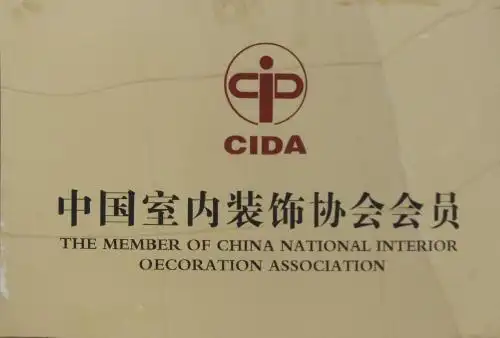 CIDA
中国室内装饰协会会员
THE MEMBER OF CHINA NATIONAL INTERIOR
OECORATION ASSOCIATION